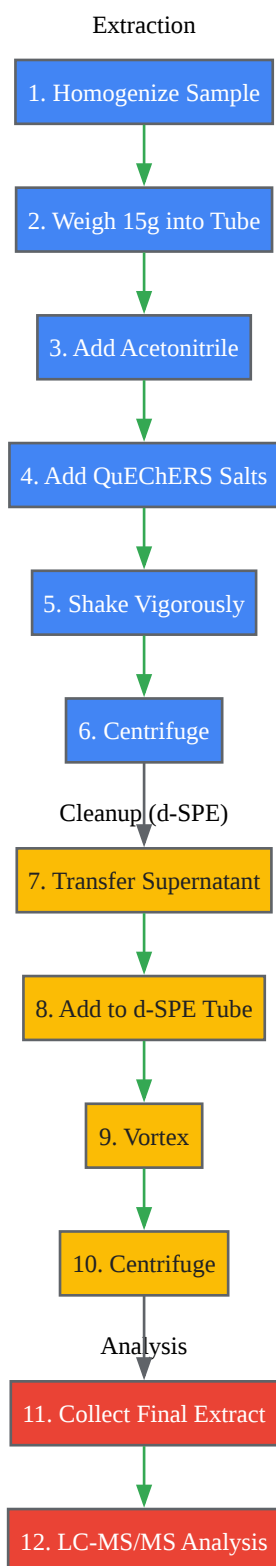 Extraction
1. Homogenize Sample
2. Weigh 15g into Tube
3. Add Acetonitrile
4. Add QuEChERS Salts
5. Shake Vigorously
6. Centrifuge
Cleanup (d-SPE)
7. Transfer Supernatant
8. Add to d-SPE Tube
9. Vortex
10. Centrifuge
Analysis
11. Collect Final Extract
12. LC-MS/MS Analysis